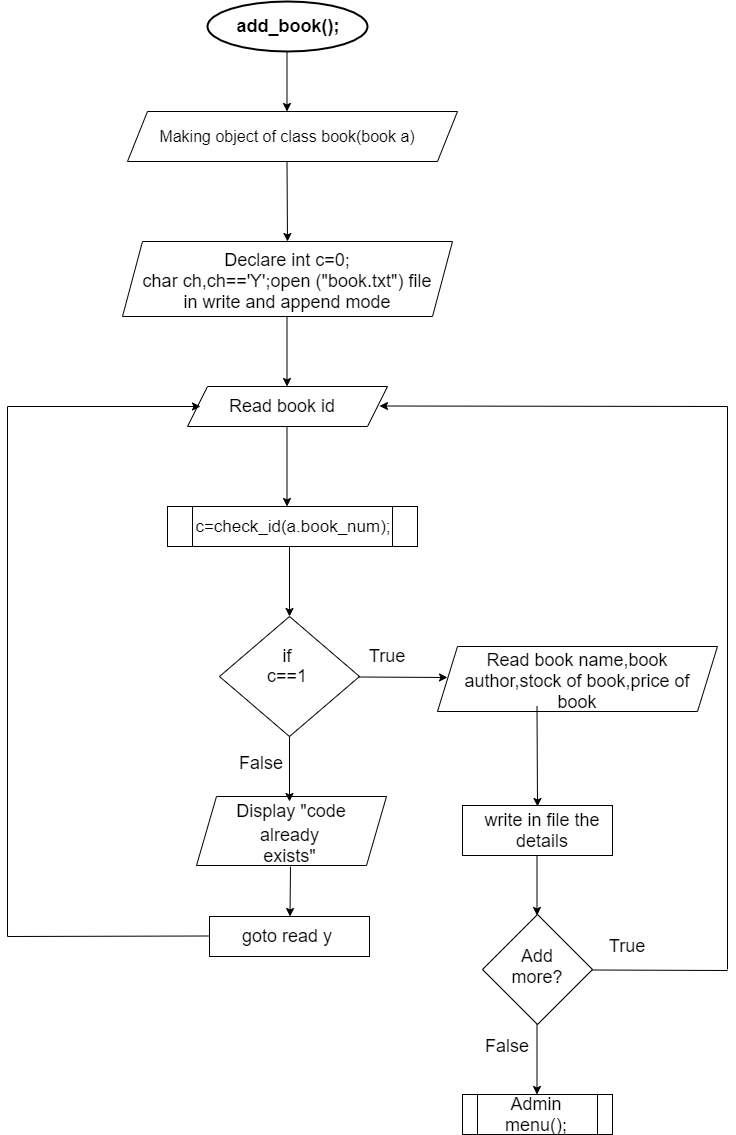 add_book();
Making object of class book(book a)
Declare int c=0;
char ch,ch=='Y';open ("book.txt") file
in write and append mode
Read book id
c=check_id(a.book_num);
if
c==1
True
Read book name,book
author,stock of book,price of
book
False
Display "code
already
exists"
write in file the
details
goto read y
Add
more?
True
False
Admin
menu();